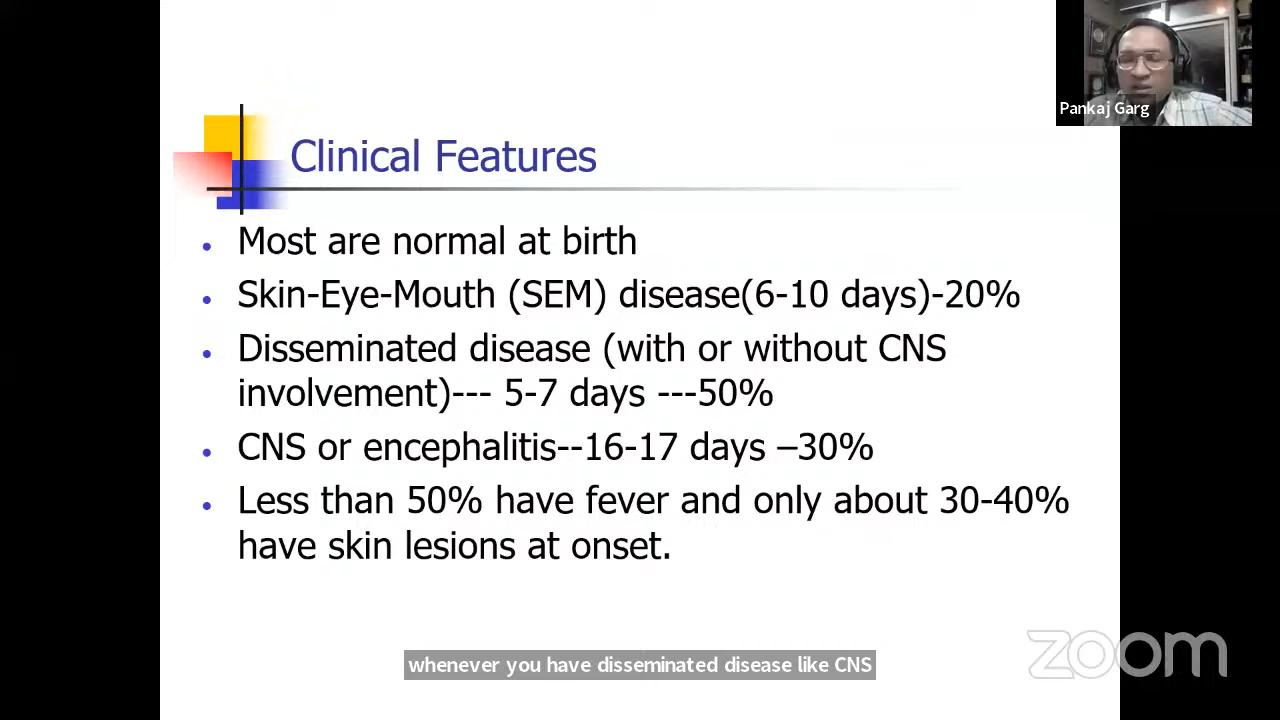 Pankaj Garg
Clinical Features
Most are normal at birth
Skin-Eye-Mouth (SEM) disease(6-10 days)-20%
Disseminated disease (with or without CNS
involvement)--- 5-7 days ---50%
CNS or encephalitis--16-17 days –30%
Less than 50% have fever and only about 30-40%
have skin lesions at onset.
whenever you have disseminated disease like CNS
zoom